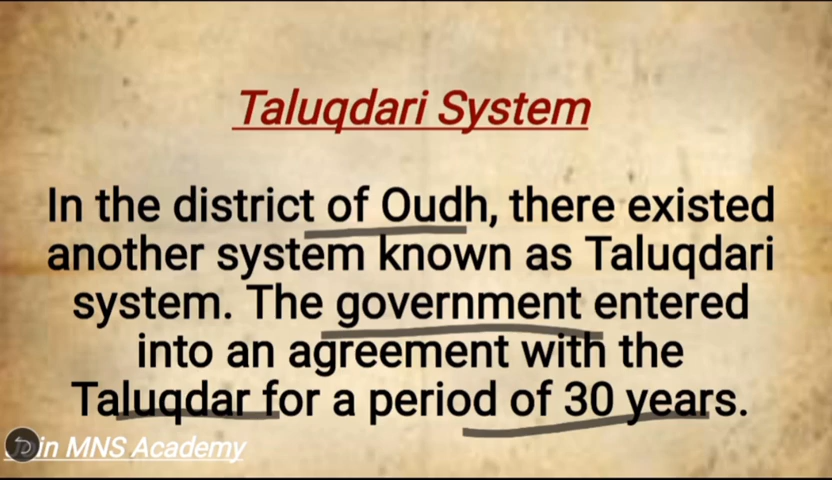 Taluqdari System
In the district of Oudh, there existed
another system known as Taluqdari
system. The government entered
into an agreement with the
Taluqdar for a period of 30 years.
in MNS Academy